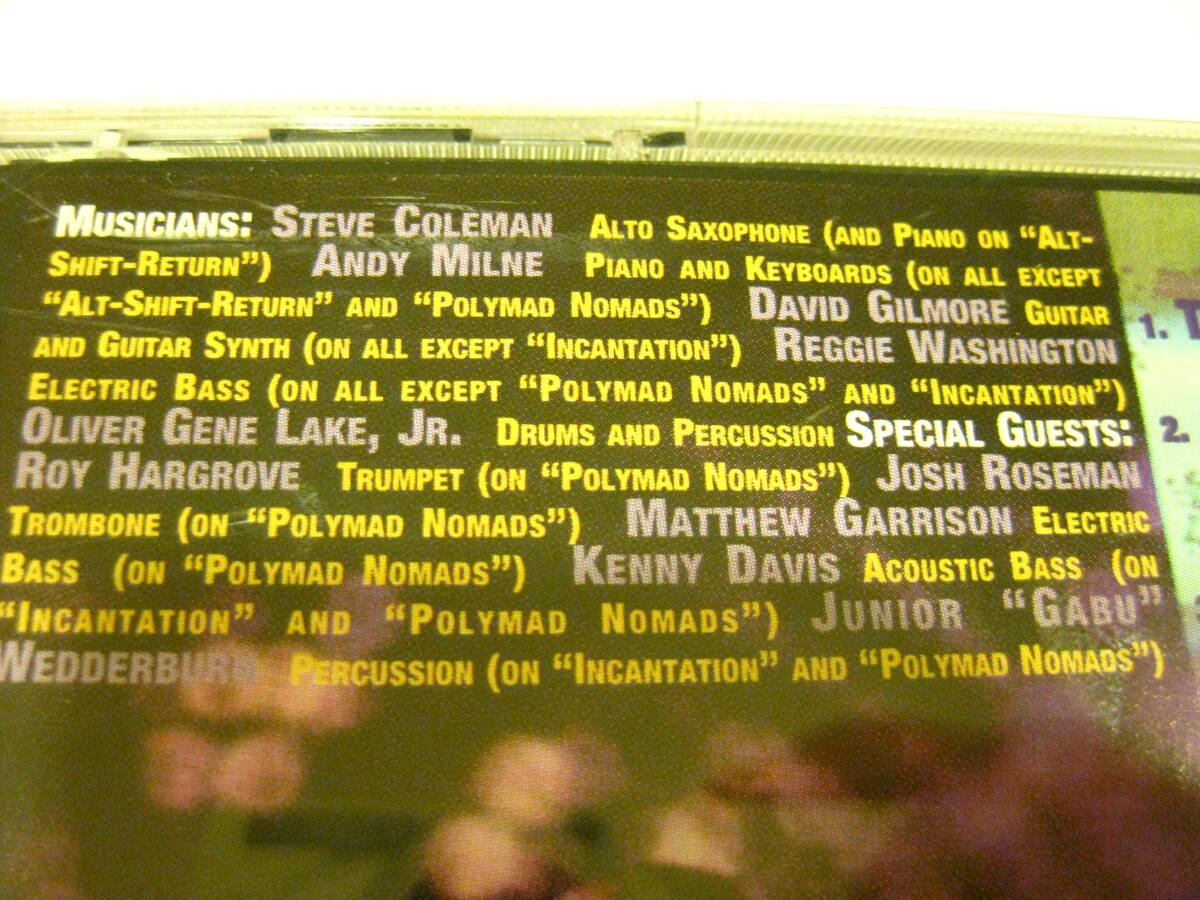 MUSICIANS: STEVE COLEMAN ALTO SAXOPHONE (AND PIANO ON "ALT-
SHIFT-RETURN") ANDY MILNE PIANO AND KEYBOARDS (ON ALL EXCEPT
"ALT-SHIFT-RETURN" AND "POLYMAD NOMADS") DAVID GILMORE GUITAR
AND GUITAR SYNTH (ON ALL EXCEPT "INCANTATION") REGGIE WASHINGTON
ELECTRIC BASS (ON ALL EXCEPT "POLYMAD NOMADS" AND "INCANTATION")
OLIVER GENE LAKE, JR. DRUMS AND PERCUSSION SPECIAL GUESTS:
ROY HARGROVE TRUMPET (ON "POLYMAD NOMADS") JOSH ROSEMAN
TROMBONE (ON "POLYMAD NOMADS") MATTHEW GARRISON ELECTRIC
BASS (ON "POLYMAD NOMADS") KENNY DAVIS ACOUSTIC BASS (ON
"INCANTATION" AND "POLYMAD NOMADS") JUNIOR "GABU"
WEDDERBURN PERCUSSION (ON "INCANTATION" AND "POLYMAD NOMADS")
1.
2.